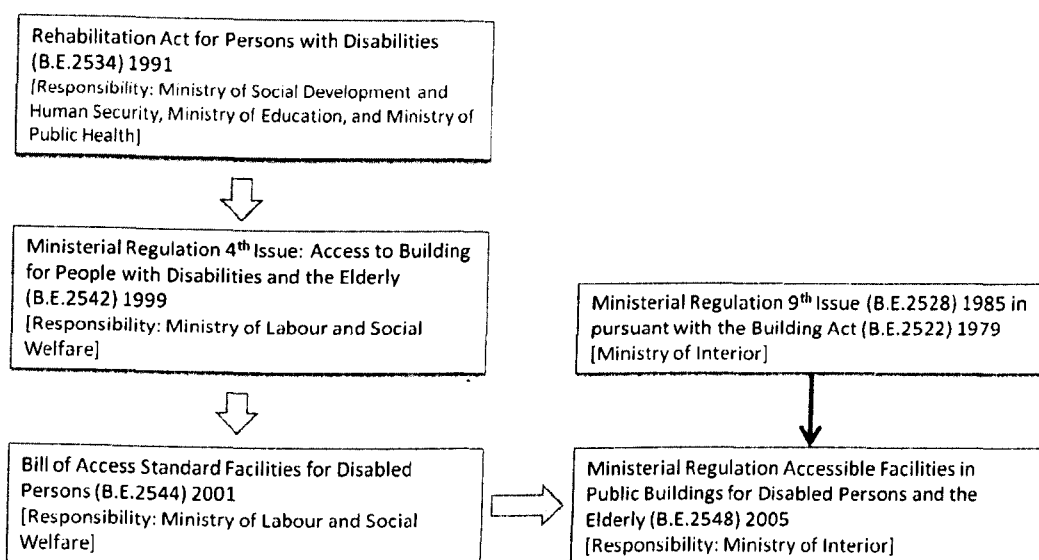 Rehabilitation Act for Persons with Disabilities
(B.E.2534) 1991
[Responsibility: Ministry of Social Development and
Human Security, Ministry of Education, and Ministry of
Public Health]
Ministerial Regulation 4th Issue: Access to Building
for People with Disabilities and the Elderly
(B.E.2542) 1999
[Responsibility: Ministry of Labour and Social
Welfare]
Ministerial Regulation 9th Issue (B.E.2528) 1985 in
pursuant with the Building Act (B.E.2522) 1979
[Ministry of Interior]
Bill of Access Standard Facilities for Disabled
Persons (B.E.2544) 2001
[Responsibility: Ministry of Labour and Social
Welfare]
Ministerial Regulation Accessible Facilities in
Public Buildings for Disabled Persons and the
Elderly (B.E.2548) 2005
[Responsibility: Ministry of Interior]